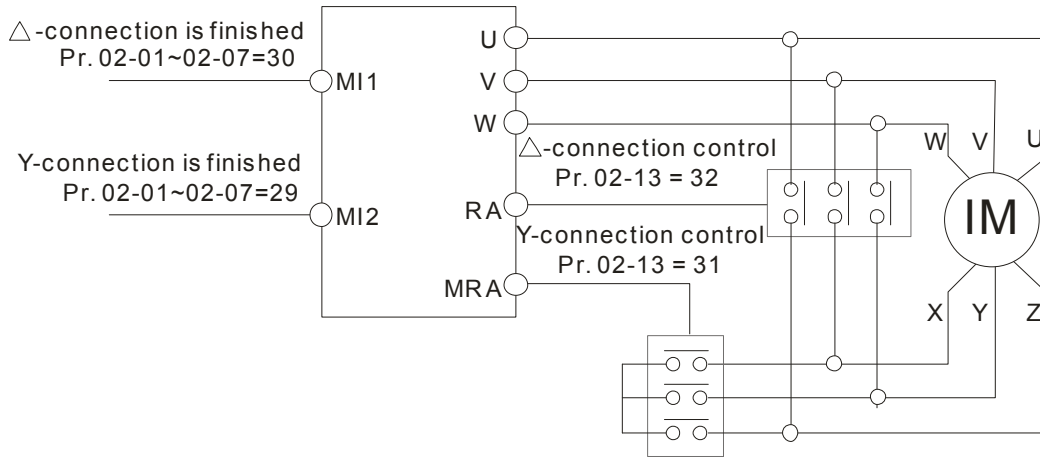 △-connection is finished
Pr. 02-01~02-07=30
MI1
Y-connection is finished
Pr. 02-01~02-07=29
MI2
U
V
W
△-connection control
Pr. 02-13 = 32
RA
Y-connection control
Pr. 02-13 = 31
MRA
W V U
IM
X Y Z